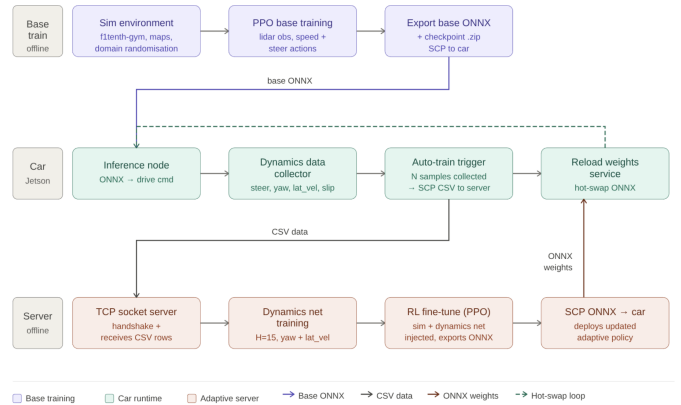 Base
train
offline
Sim environment
f1tenth-gym, maps,
domain randomisation
PPO base training
lidar obs, speed +
steer actions
Export base ONNX
+ checkpoint .zip
SCP to car
base ONNX
Car
Jetson
Inference node
ONNX → drive cmd
Dynamics data
collector
steer, yaw, lat_vel, slip
Auto-train trigger
N samples collected
→ SCP CSV to server
Reload weights
service
hot-swap ONNX
CSV data
ONNX
weights
Server
offline
TCP socket server
handshake +
receives CSV rows
Dynamics net
training
H=15, yaw + lat_vel
RL fine-tune (PPO)
sim + dynamics net
injected, exports ONNX
SCP ONNX → car
deploys updated
adaptive policy
Base training
Car runtime
Adaptive server
Base ONNX
CSV data
ONNX weights
Hot-swap loop